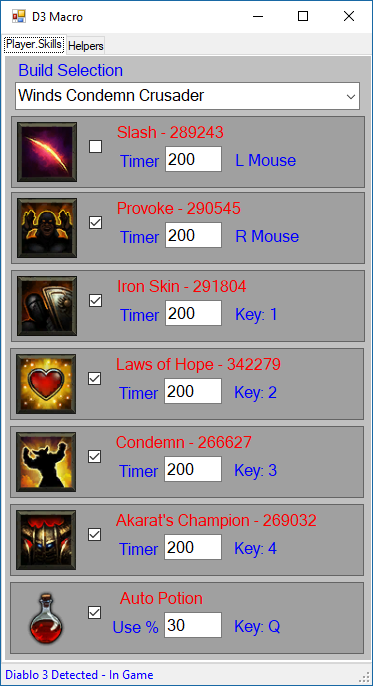 D3 Macro
Player.Skills Helpers
Build Selection
Winds Condemn Crusader
Slash - 289243
Timer 200 L Mouse
Provoke - 290545
Timer 200 R Mouse
Iron Skin - 291804
Timer 200 Key: 1
Laws of Hope - 342279
Timer 200 Key: 2
Condemn - 266627
Timer 200 Key: 3
Akarat's Champion - 269032
Timer 200 Key: 4
Auto Potion
Use % 30 Key: Q
Diablo 3 Detected - In Game